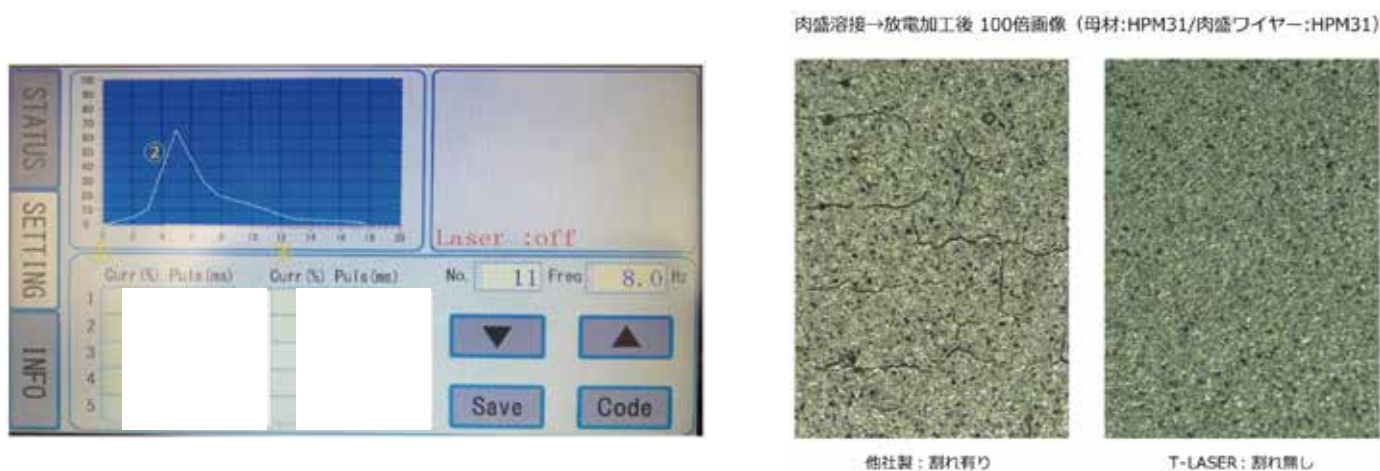 肉盛溶接→放電加工後 100倍画像（母材:HPM31/肉盛ワイヤー:HPM31）
STATUS
SETTING
INFO
②
Laser :off
Curr(%) Puls(ms) Curr(%) Puls(ms)
No. 11 Freq 8.0 Hz
1
2
3
4
5
▼ ▲
Save Code
他社製：割れ有り
T-LASER：割れ無し